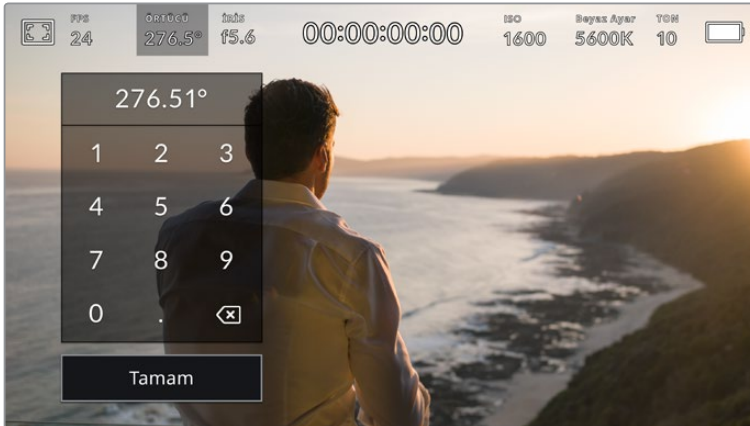 FPS ÖRTÜCÜ İRİS ISO Beyaz Ayar TON
24 276.5° f5.6 00:00:00:00 1600 5600K 10
276.51°
1 2 3
4 5 6
7 8 9
0 .
Tamam